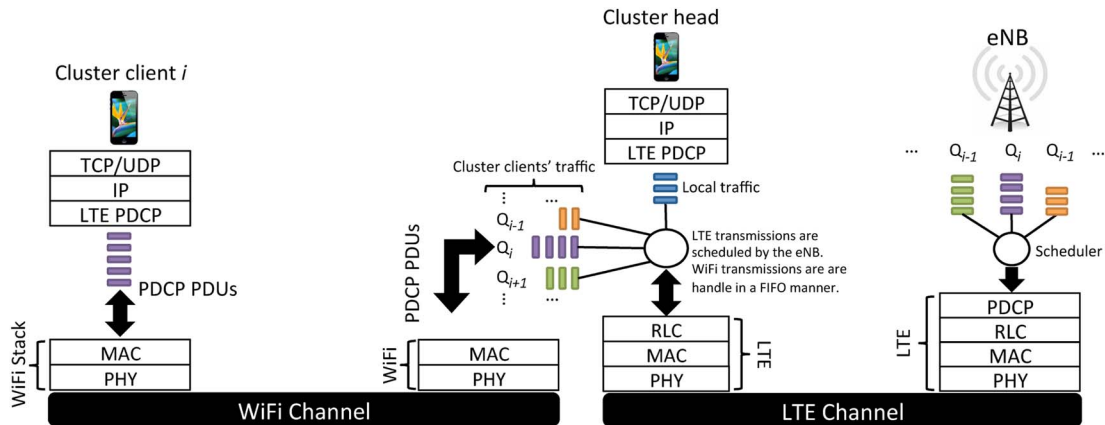 Cluster client i
TCP/UDP
IP
LTE PDCP
PDCP PDUs
WiFi Stack
MAC
PHY
WiFi Channel
Cluster head
TCP/UDP
IP
LTE PDCP
Local traffic
Cluster clients' traffic
... ...
Qi-1
Qi
Qi+1
... ...
PDCP PDUs
LTE transmissions are
scheduled by the eNB.
WiFi transmissions are are
handle in a FIFO manner.
WiFi
MAC
PHY
RLC
MAC
PHY
LTE
LTE Channel
eNB
... Qi-1 Qi Qi-1 ...
Scheduler
LTE
PDCP
RLC
MAC
PHY